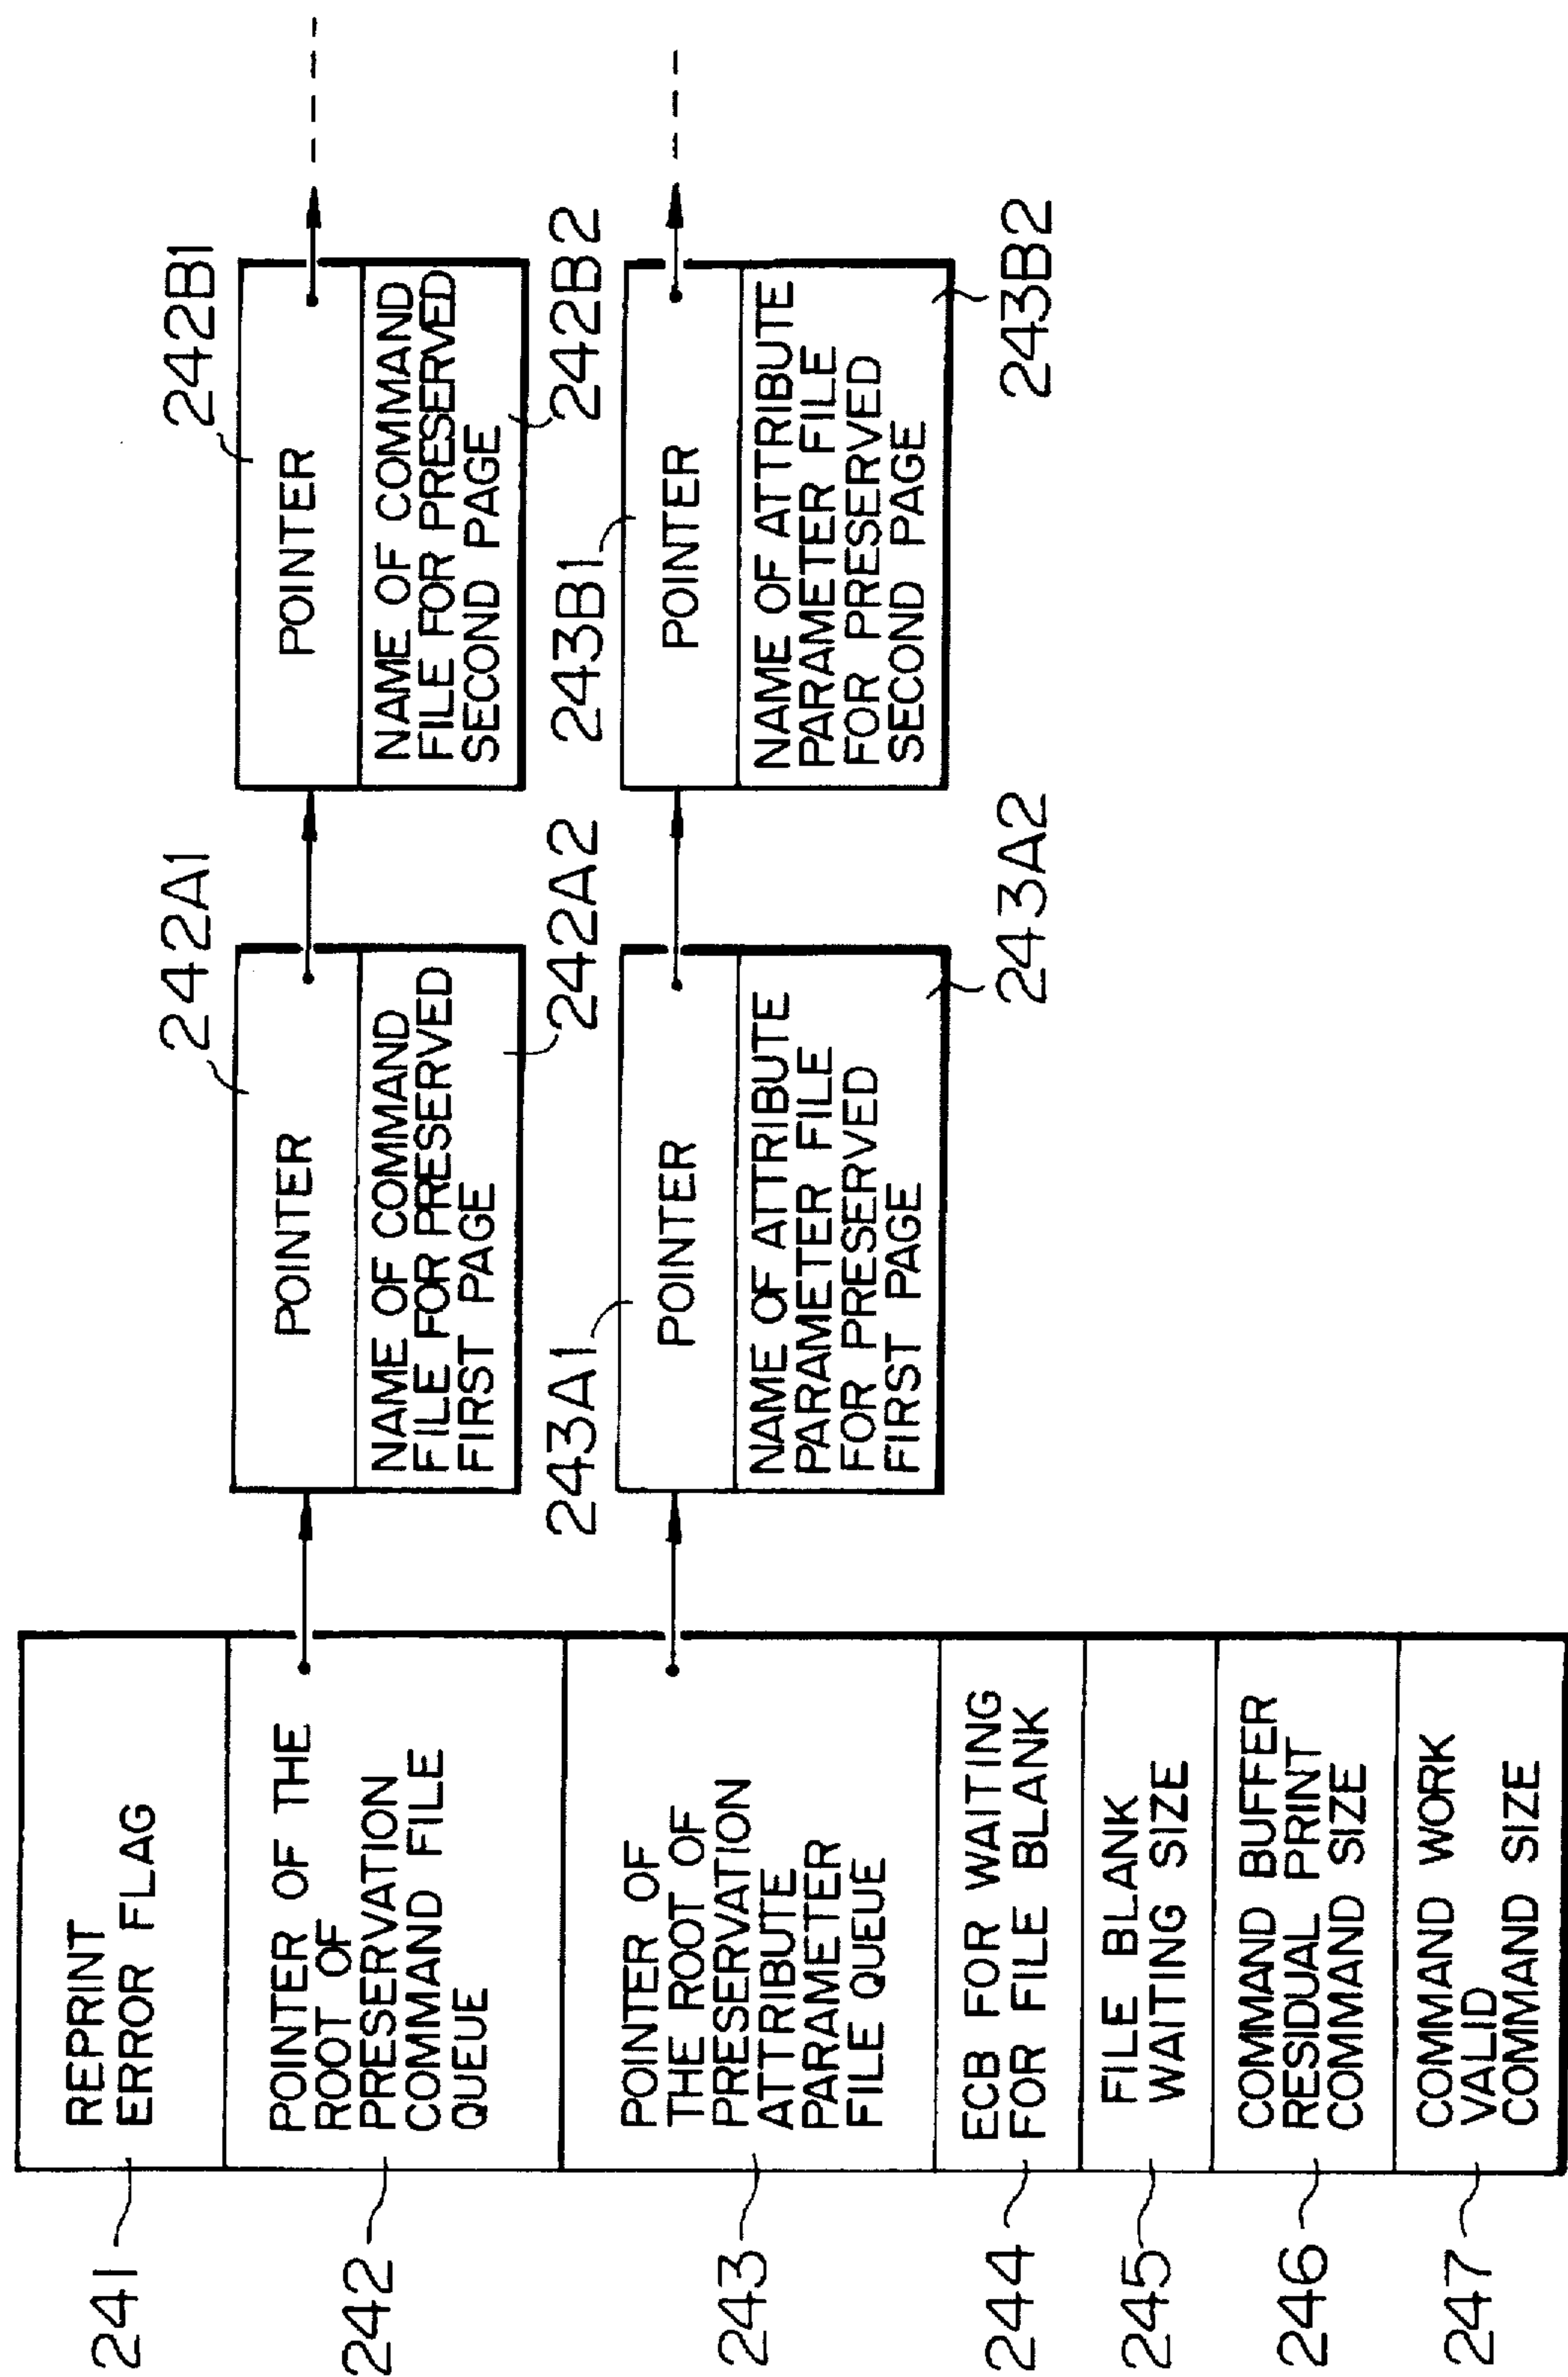 241
REPRINT
ERROR FLAG
242
POINTER OF THE
ROOT OF
PRESERVATION
COMMAND FILE
QUEUE
243
POINTER OF
THE ROOT OF
PRESERVATION
ATTRIBUTE
PARAMETER
FILE QUEUE
244
ECB FOR WAITING
FOR FILE BLANK
245
FILE BLANK
WAITING SIZE
246
COMMAND BUFFER
RESIDUAL PRINT
COMMAND SIZE
247
COMMAND WORK
VALID
COMMAND SIZE
242A1
POINTER
NAME OF COMMAND
FILE FOR PRESERVED
FIRST PAGE
242A2
242B1
POINTER
NAME OF COMMAND
FILE FOR PRESERVED
SECOND PAGE
242B2
243A1
POINTER
NAME OF ATTRIBUTE
PARAMETER FILE
FOR PRESERVED
FIRST PAGE
243A2
243B1
POINTER
NAME OF ATTRIBUTE
PARAMETER FILE
FOR PRESERVED
SECOND PAGE
243B2